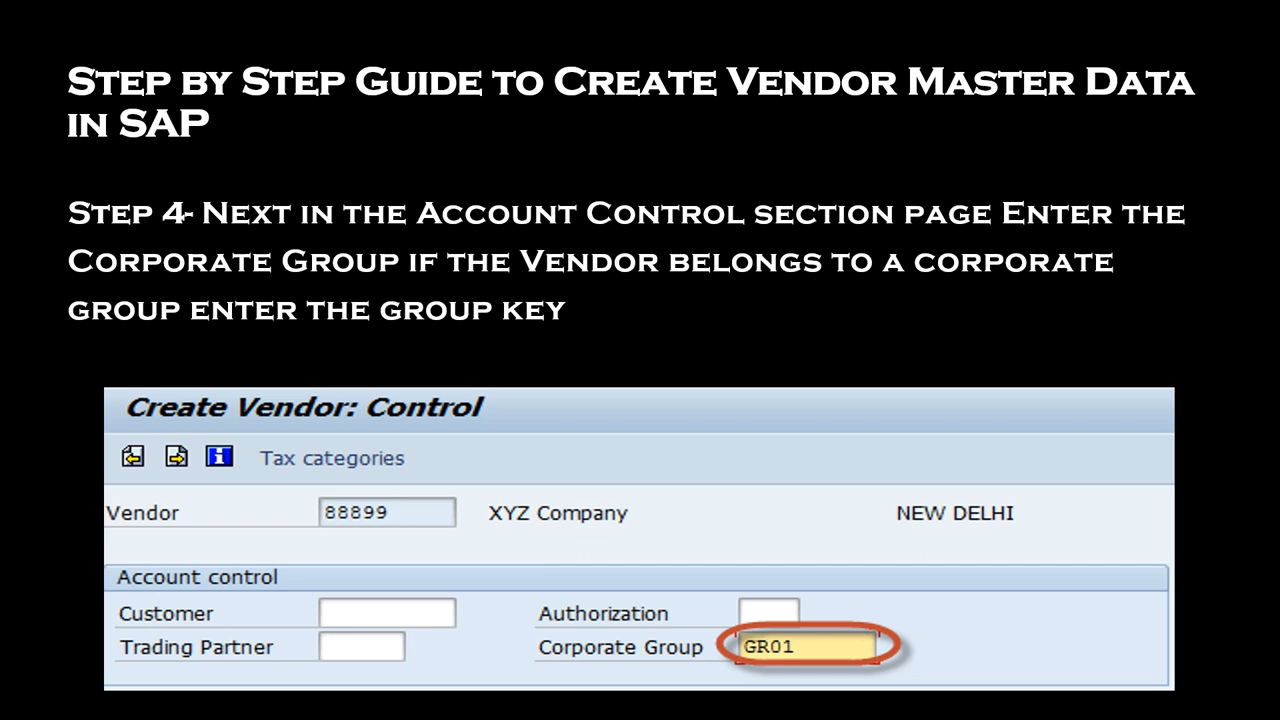 Step by Step Guide to Create Vendor Master Data
in SAP
Step 4- Next in the Account Control section page Enter the
Corporate Group if the Vendor belongs to a corporate
group enter the group key
Create Vendor: Control
Tax categories
Vendor 88899 XYZ Company NEW DELHI
Account control
Customer Authorization
Trading Partner Corporate Group GR01